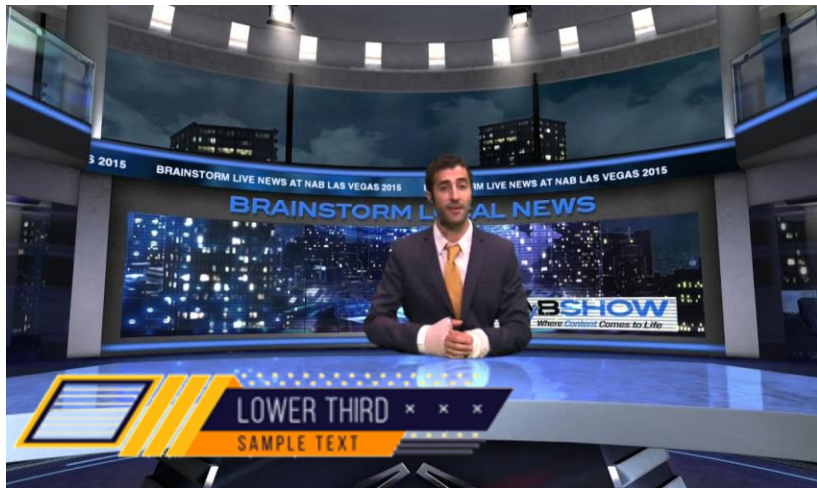 S 2015 BRAINSTORM LIVE NEWS AT NAB LAS VEGAS 2015 LIVE NEWS AT NAB LAS VEGAS 2015
BRAINSTORM L AL NEWS
BSHOW
Where Content Comes to Life
LOWER THIRD × × ×
SAMPLE TEXT